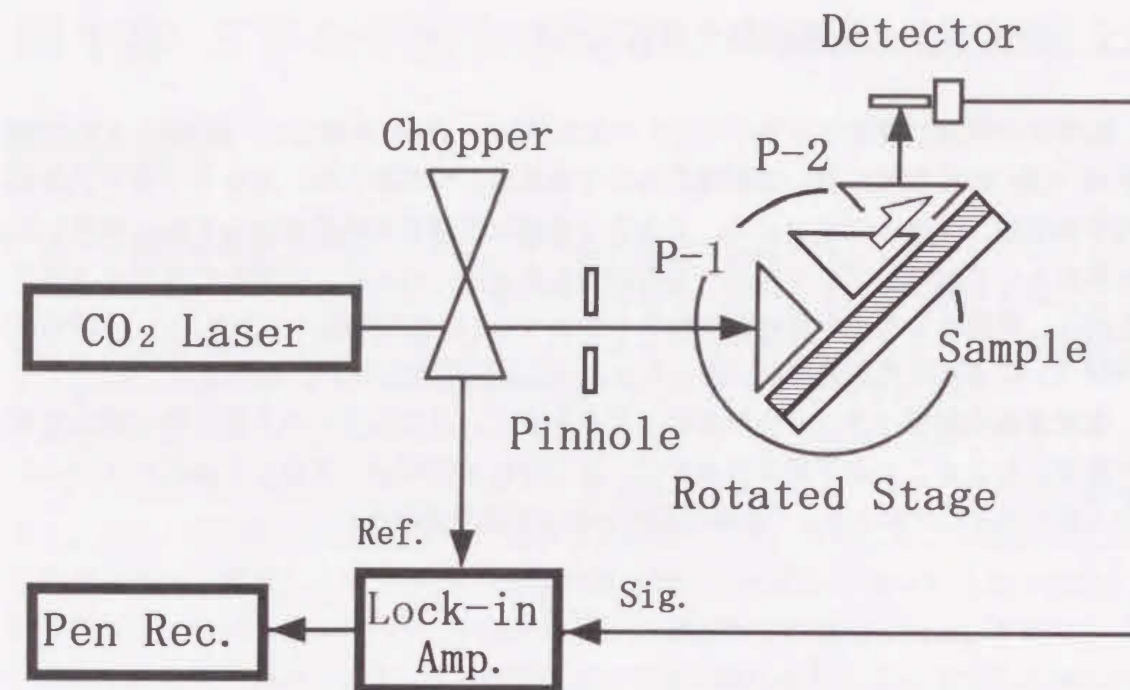 Detector
Chopper
P-2
P-1
CO₂ Laser
Sample
Pinhole
Rotated Stage
Ref.
Sig.
Pen Rec.
Lock-in
Amp.